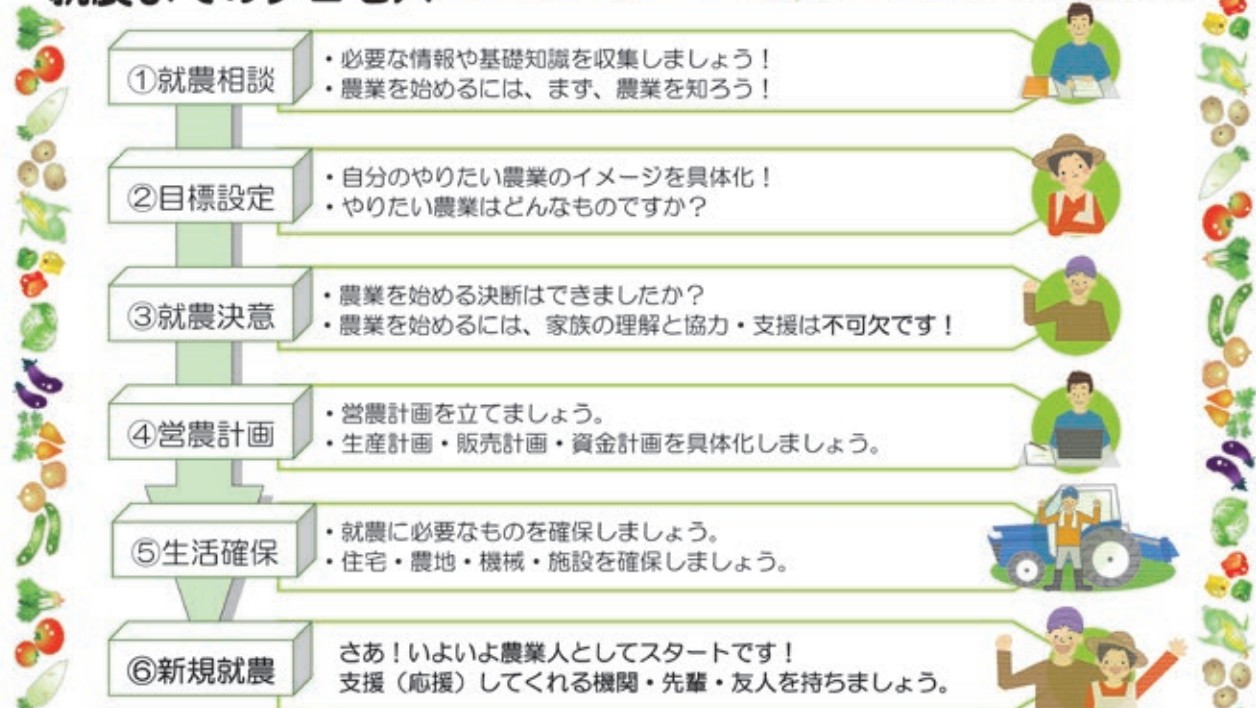 ①就農相談
・必要な情報や基礎知識を収集しましょう！
・農業を始めるには、まず、農業を知ろう！
②目標設定
・自分のやりたい農業のイメージを具体化！
・やりたい農業はどんなものですか？
③就農決意
・農業を始める決断はできましたか？
・農業を始めるには、家族の理解と協力・支援は不可欠です！
④営農計画
・営農計画を立てましょう。
・生産計画・販売計画・資金計画を具体化しましょう。
⑤生活確保
・就農に必要なものを確保しましょう。
・住宅・農地・機械・施設を確保しましょう。
⑥新規就農
さあ！いよいよ農業人としてスタートです！
支援（応援）してくれる機関・先輩・友人を持ちましょう。